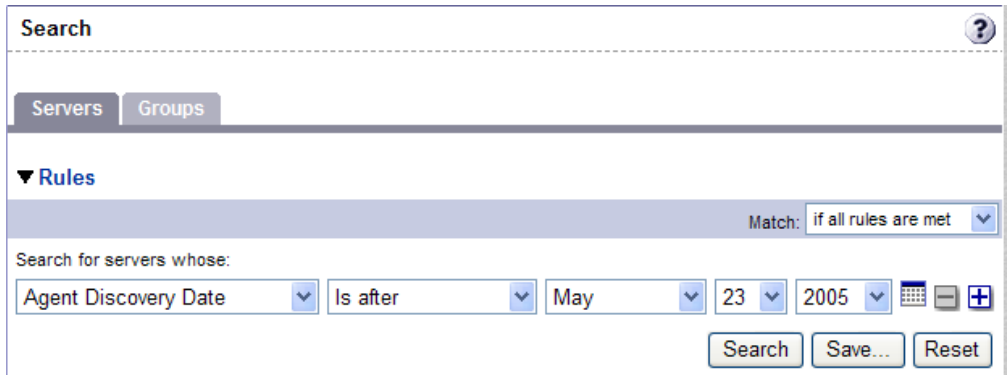 Search ?
Servers Groups
Rules
Match: if all rules are met
Search for servers whose:
Agent Discovery Date Is after May 23 2005
Search Save... Reset